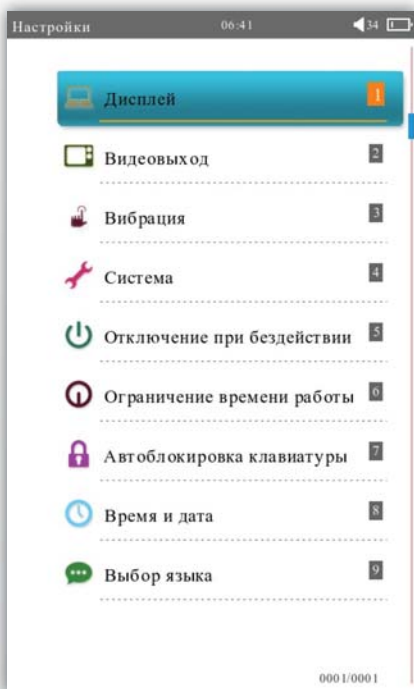 Настройки 06:41 34
Дисплей 1
Видеовыход 2
Вибрация 3
Система 4
Отключение при бездействии 5
Ограничение времени работы 6
Автоблокировка клавиатуры 7
Время и дата 8
Выбор языка 9
0001/0001